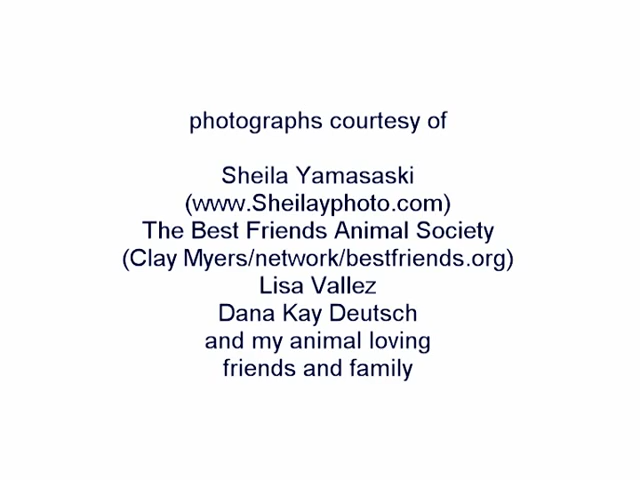 photographs courtesy of
Sheila Yamasaski
(www.Sheilayphoto.com)
The Best Friends Animal Society
(Clay Myers/network/bestfriends.org)
Lisa Vallez
Dana Kay Deutsch
and my animal loving
friends and family